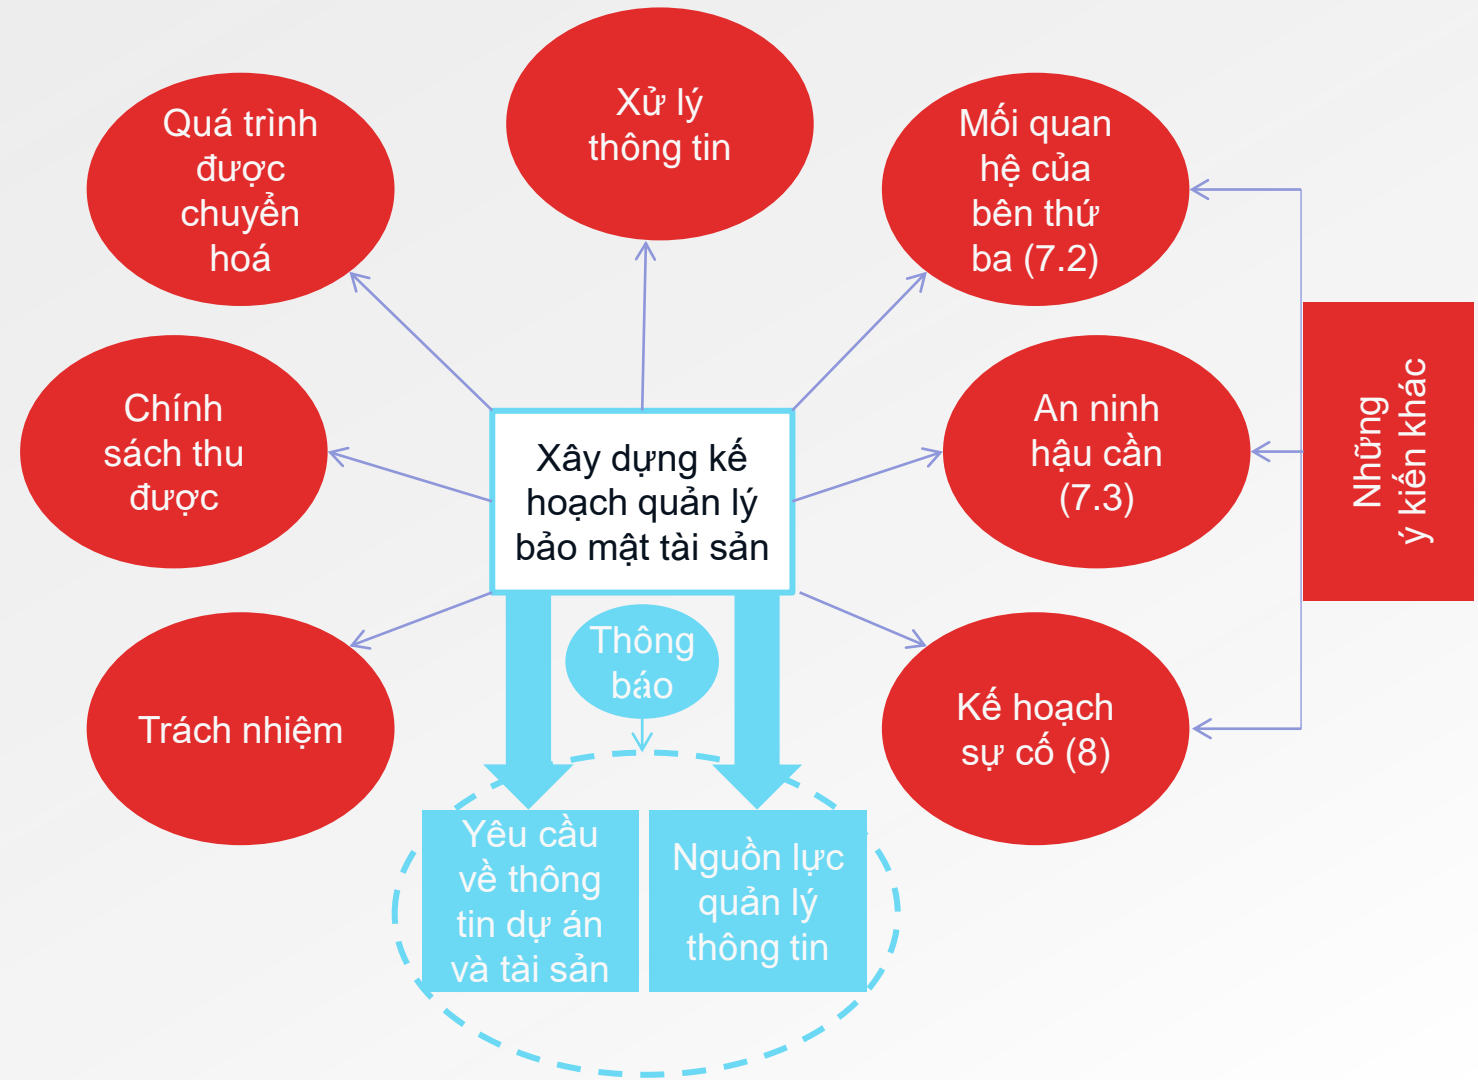 Xử lý
thông tin
Quá trình
được
chuyển
hoá
Mối quan
hệ của
bên thứ
ba (7.2)
Chính
sách thu
được
Xây dựng kế
hoạch quản lý
bảo mật tài sản
An ninh
hậu cần
(7.3)
Những
ý kiến khác
Trách nhiệm
Thông
báo
Kế hoạch
sự cố (8)
Yêu cầu
về thông
tin dự án
và tài sản
Nguồn lực
quản lý
thông tin